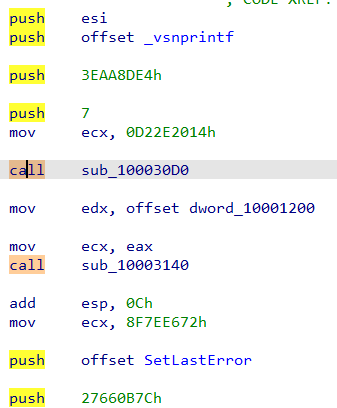 ; CODE XREF:
push esi
push offset _vsnprintf
push 3EAA8DE4h
push 7
mov ecx, 0D22E2014h
call sub_100030D0
mov edx, offset dword_10001200
mov ecx, eax
call sub_10003140
add esp, 0Ch
mov ecx, 8F7EE672h
push offset SetLastError
push 27660B7Ch